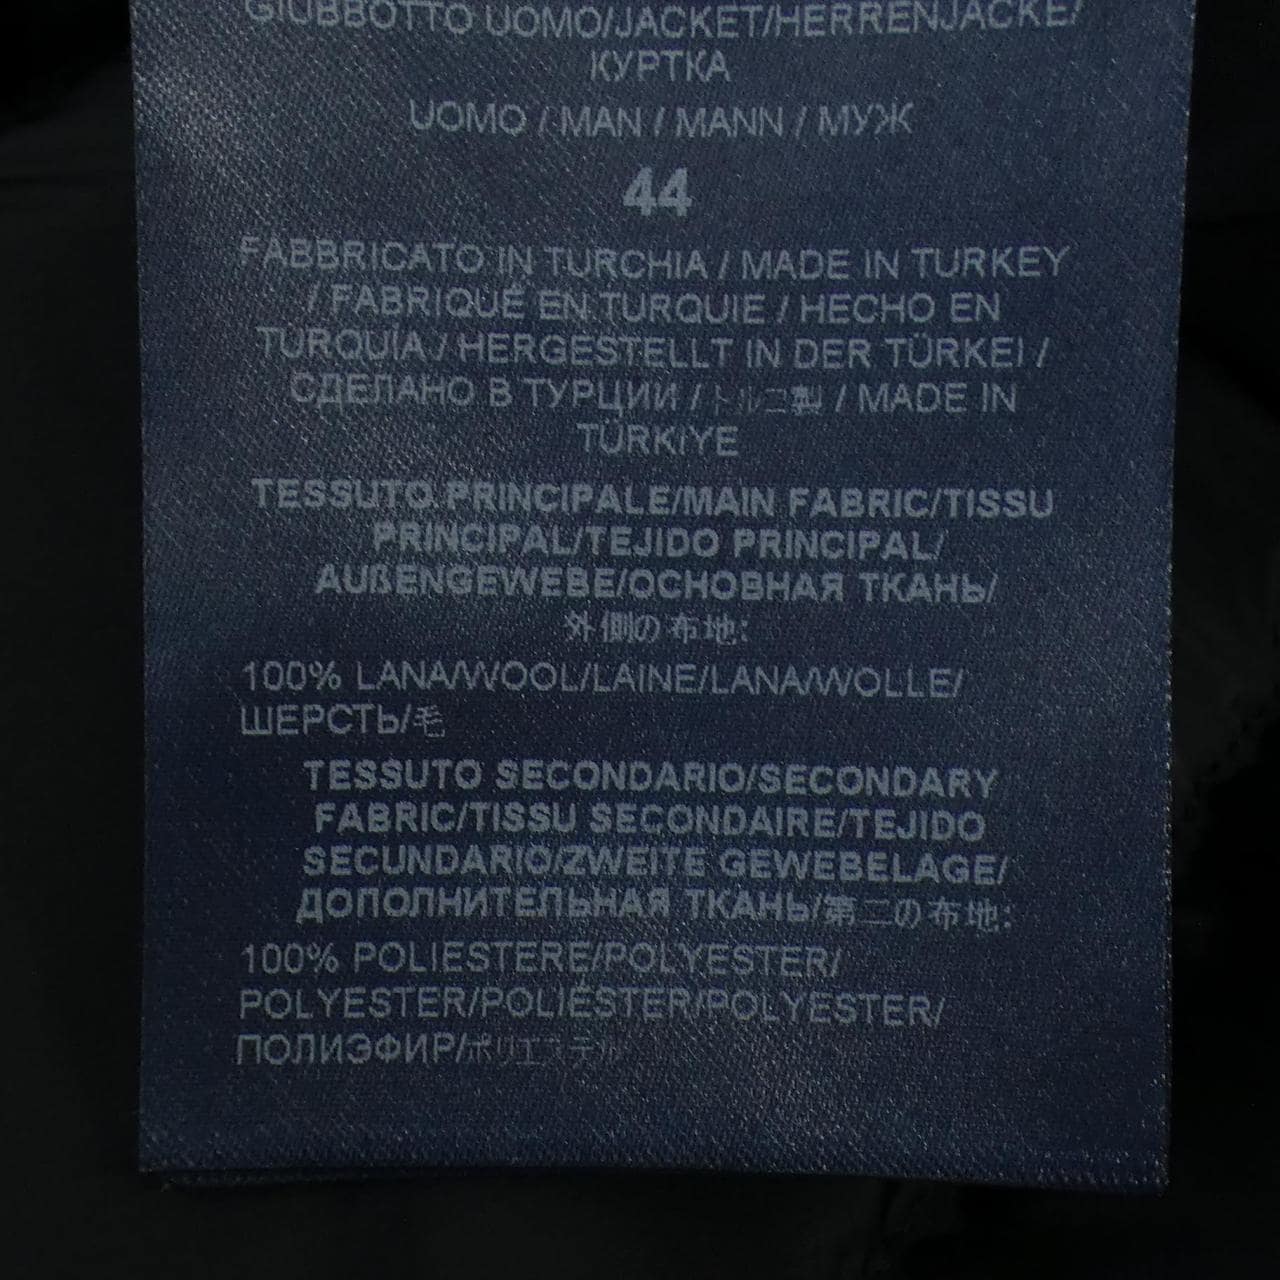 GIUBBOTTO UOMO/JACKET/HERRENJACKE/
КУРТКА
UOMO / MAN / MANN / МУЖ
44
FABBRICATO IN TURCHIA / MADE IN TURKEY
/ FABRIQUÉ EN TURQUIE / HECHO EN
TURQUÍA / HERGESTELLT IN DER TÜRKEI /
СДЕЛАНО В ТУРЦИИ / トルコ製 / MADE IN
TÜRKİYE
TESSUTO PRINCIPALE/MAIN FABRIC/TISSU
PRINCIPAL/TEJIDO PRINCIPAL/
AUßENGEWEBE/ОСНОВНАЯ ТКАНЬ/
外側の布地:
100% LANA/WOOL/LAINE/LANA/WOLLE/
ШЕРСТЬ/毛
TESSUTO SECONDARIO/SECONDARY
FABRIC/TISSU SECONDAIRE/TEJIDO
SECUNDARIO/ZWEITE GEWEBELAGE/
ДОПОЛНИТЕЛЬНАЯ ТКАНЬ/第二の布地:
100% POLIESTERE/POLYESTER/
POLYESTER/POLIÉSTER/POLYESTER/
ПОЛИЭФИР/ポリエステル